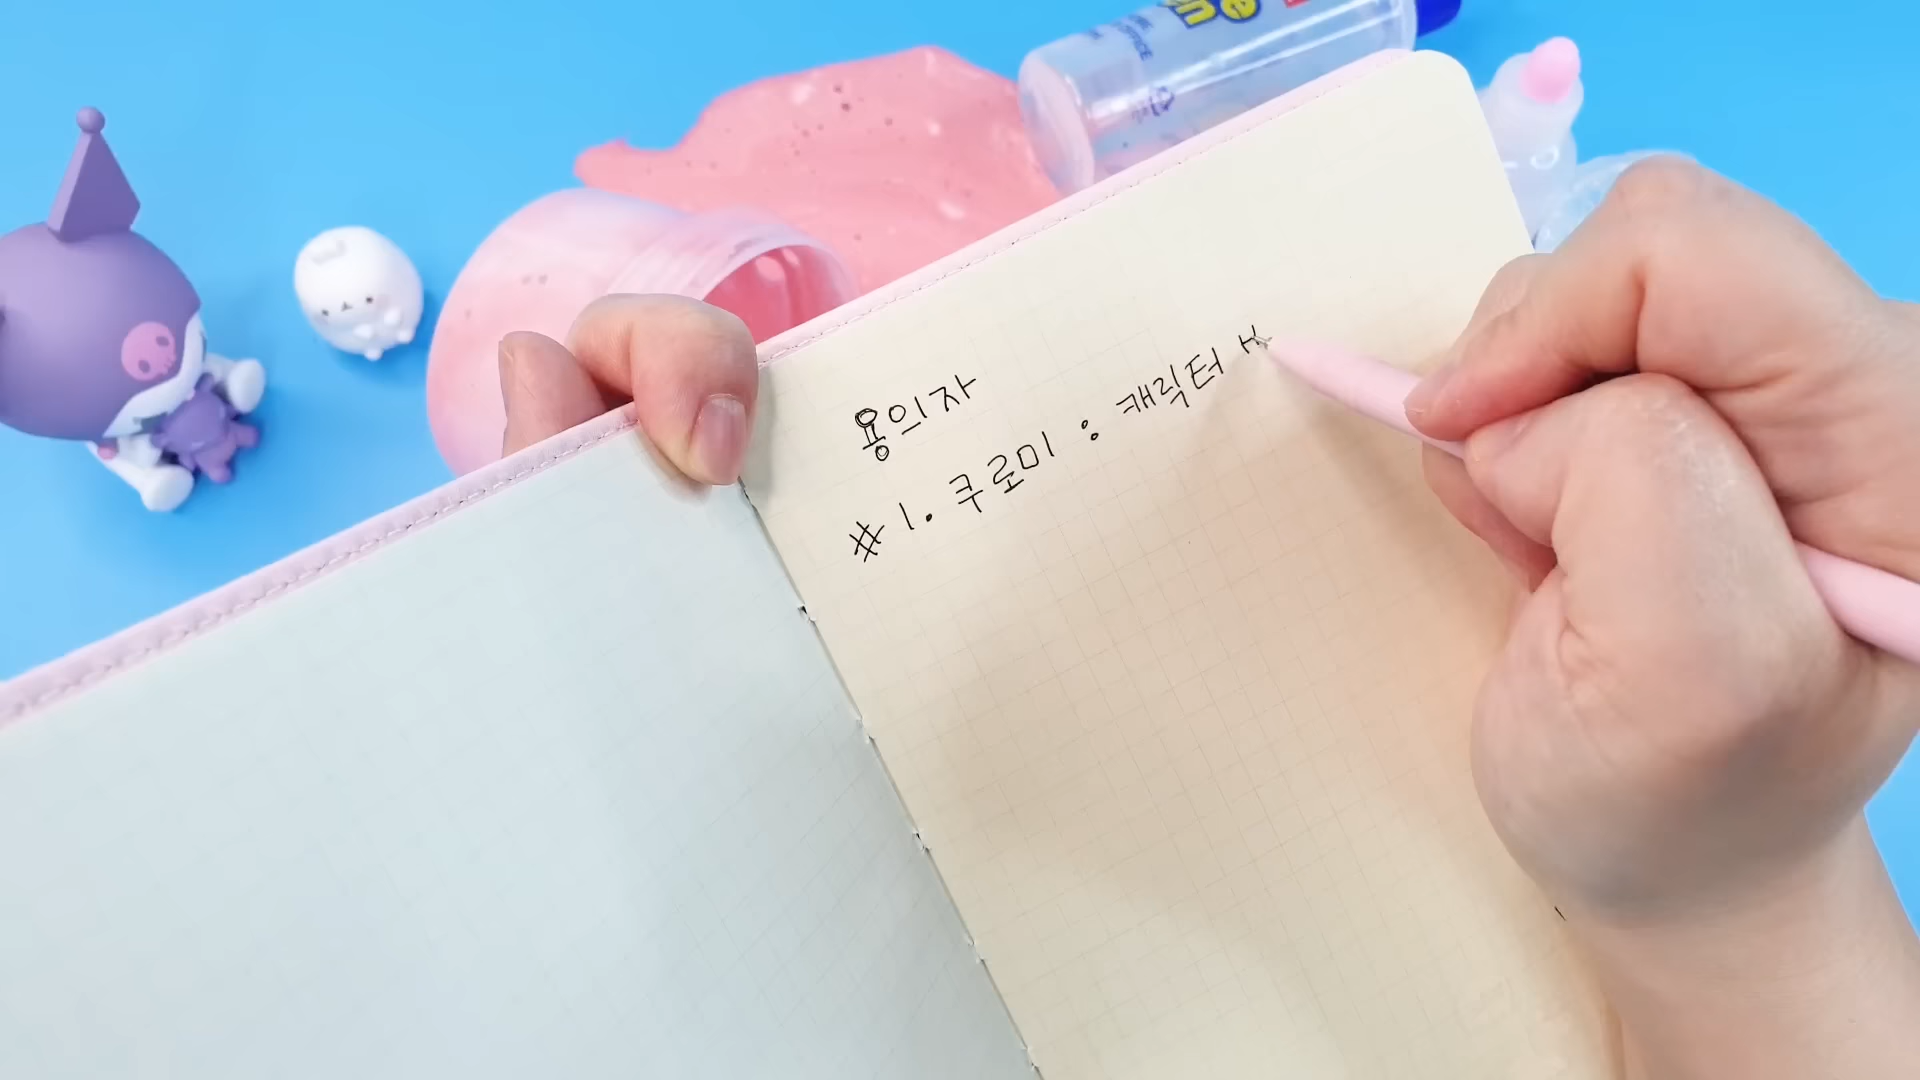 용의자
#1. 쿠로미 : 캐릭터